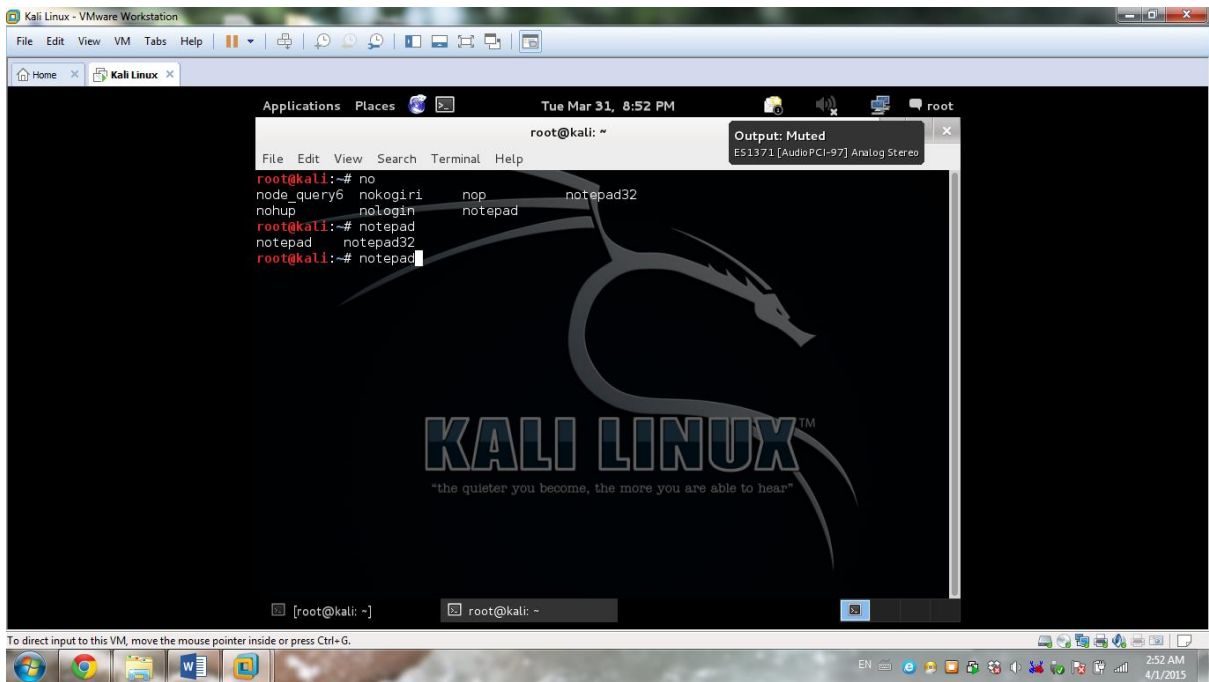 Kali Linux - VMware Workstation
File Edit View VM Tabs Help
Home Kali Linux
Applications Places Tue Mar 31, 8:52 PM root
root@kali: ~
Output: Muted
ES1371 [AudioPCI-97] Analog Stereo
File Edit View Search Terminal Help
root@kali:~# no
node_query6 nokogiri nop notepad32
nohup nologin notepad
root@kali:~# notepad
notepad notepad32
root@kali:~# notepad
KALI LINUX TM
"the quieter you become, the more you are able to hear"
[root@kali: ~] root@kali: ~
To direct input to this VM, move the mouse pointer inside or press Ctrl+G.
EN 2:52 AM
4/1/2015